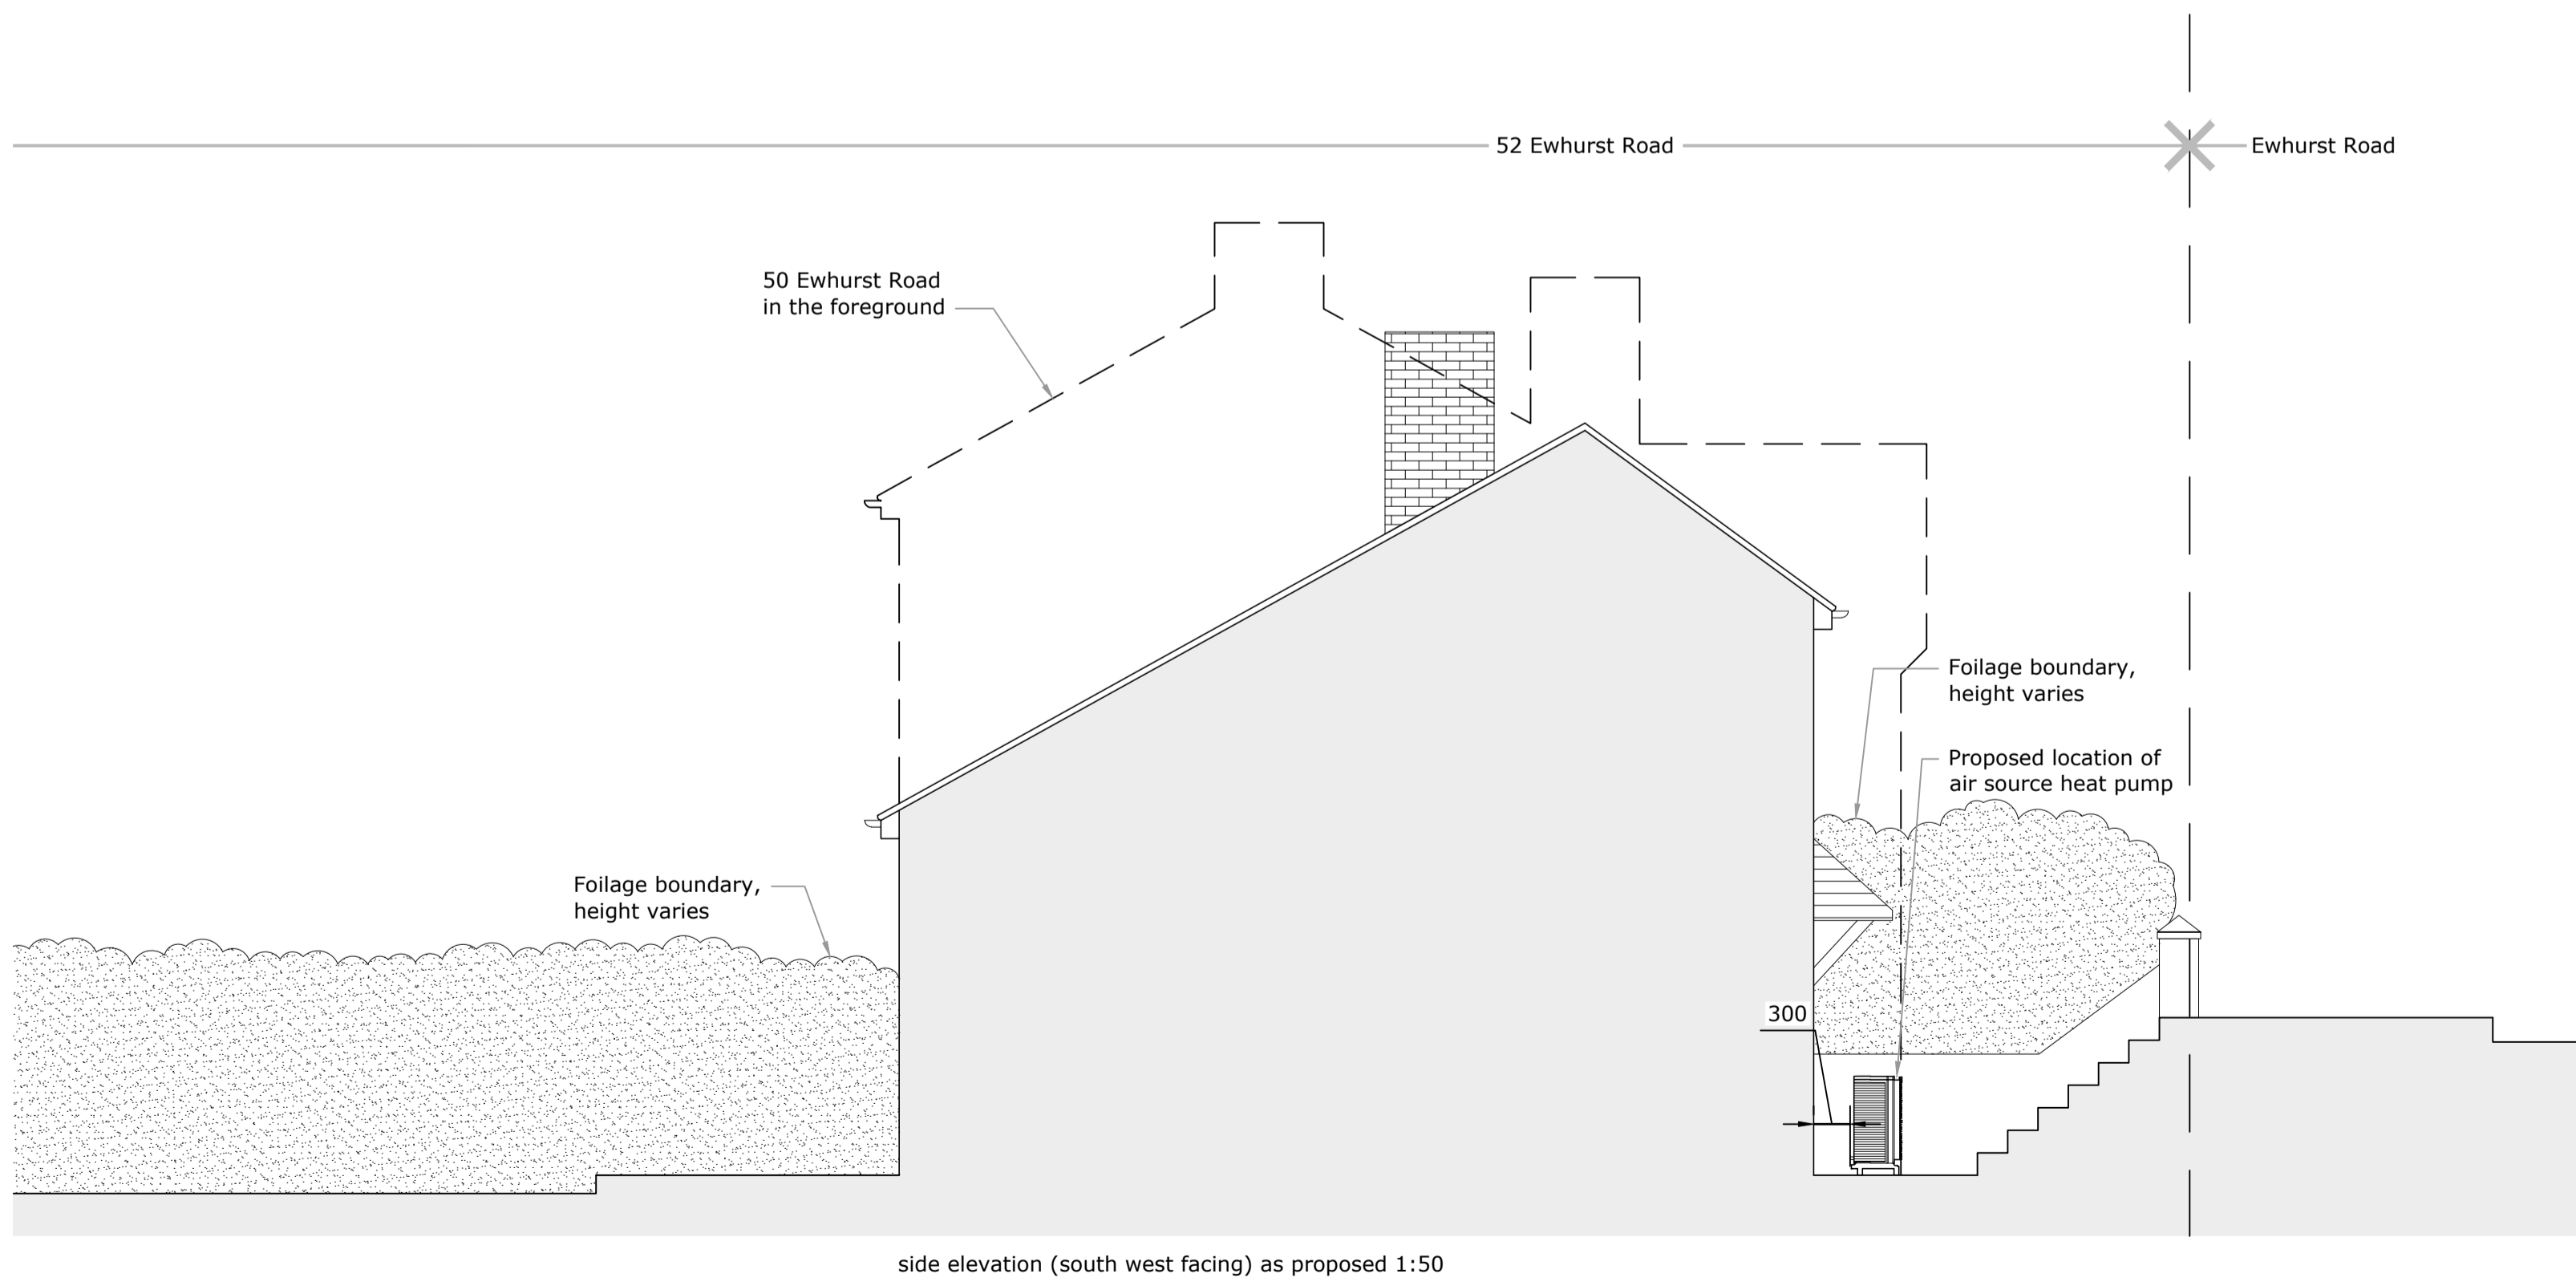 52 Ewhurst Road
Ewhurst Road
50 Ewhurst Road
in the foreground
Foilage boundary,
height varies
Proposed location of
air source heat pump
Foilage boundary,
height varies
300
side elevation (south west facing) as proposed 1:50